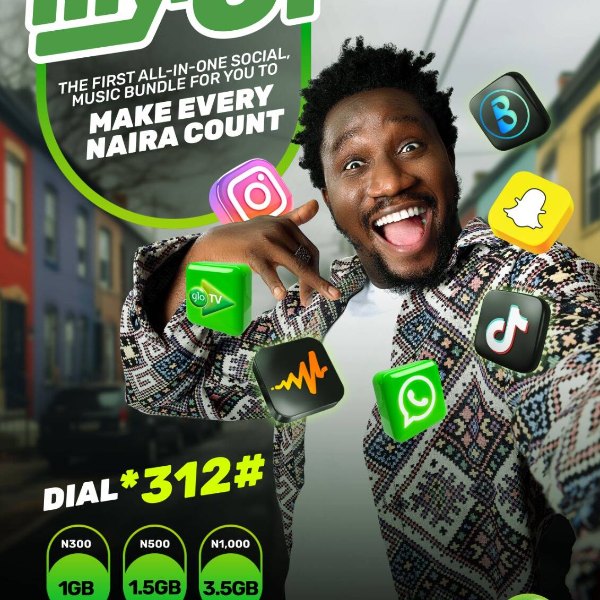 THE FIRST ALL-IN-ONE SOCIAL,
MUSIC BUNDLE FOR YOU TO
MAKE EVERY
NAIRA COUNT
glo TV
DIAL *312#
N300 N500 N1,000
1GB 1.5GB 3.5GB